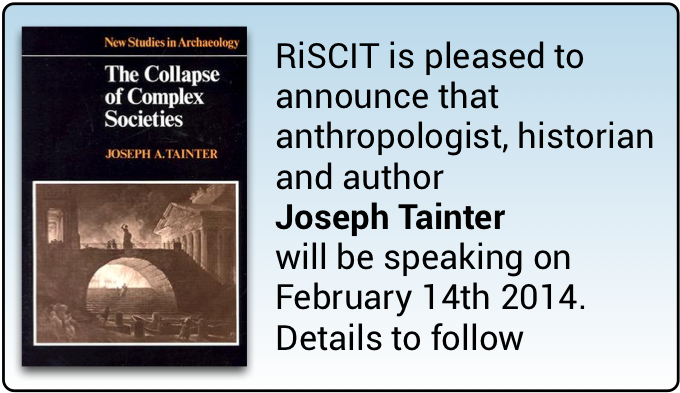 New Studies in Archaeology
The Collapse
of Complex
Societies
JOSEPH A. TAINTER
RiSCIT is pleased to
announce that
anthropologist, historian
and author
Joseph Tainter
will be speaking on
February 14th 2014.
Details to follow